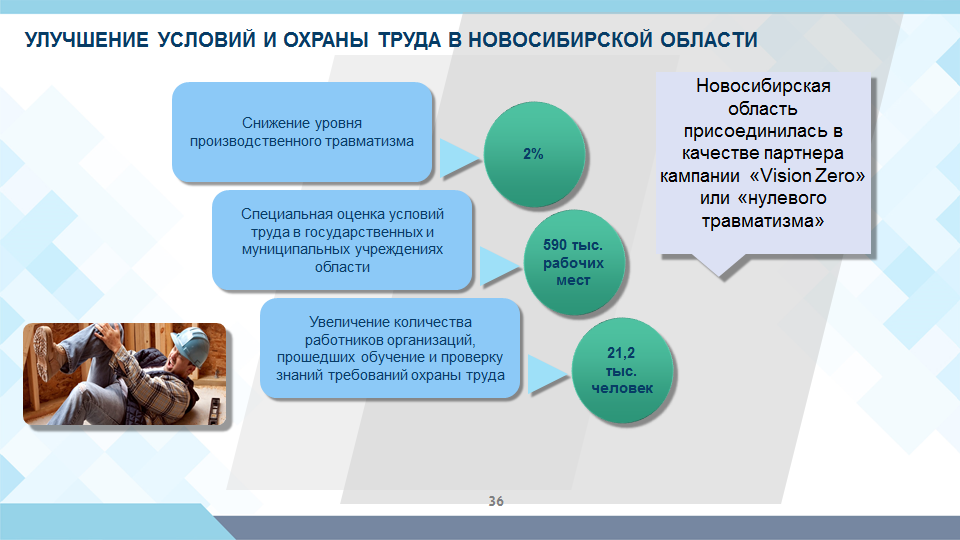 УЛУЧШЕНИЕ УСЛОВИЙ И ОХРАНЫ ТРУДА В НОВОСИБИРСКОЙ ОБЛАСТИ
Снижение уровня
производственного травматизма
2%
Специальная оценка условий
труда в государственных и
муниципальных учреждениях
области
590 тыс.
рабочих
мест
Увеличение количества
работников организаций,
прошедших обучение и проверку
знаний требований охраны труда
21,2
тыс.
человек
Новосибирская
область
присоединилась в
качестве партнера
кампании «Vision Zero»
или «нулевого
травматизма»
36